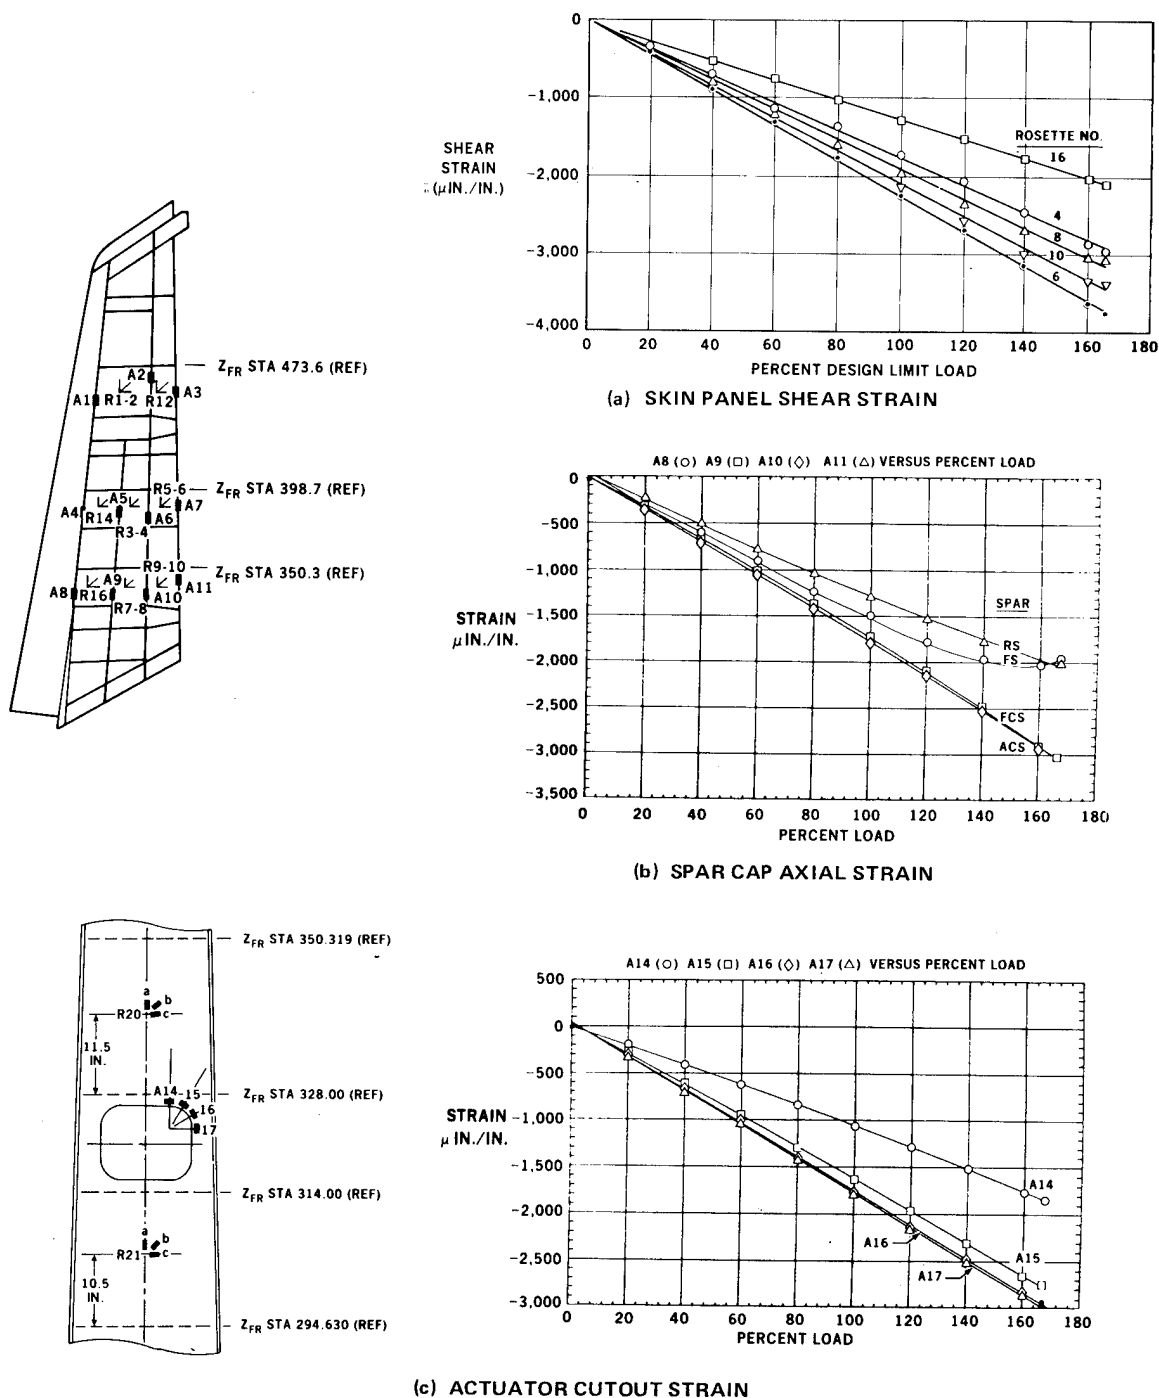 0
-1,000
-2,000
-3,000
-4,000
SHEAR
STRAIN
(μIN./IN.)
ROSETTE NO.
16
4
8
10
6
0 20 40 60 80 100 120 140 160 180
PERCENT DESIGN LIMIT LOAD
(a) SKIN PANEL SHEAR STRAIN
Z_FR STA 473.6 (REF)
A2
A1 R1-2 R12 A3
R5-6 Z_FR STA 398.7 (REF)
A5
A4 R14 A6 A7
R3-4
R9-10 Z_FR STA 350.3 (REF)
A9
A8 R16 A10 A11
R7-8
A8 (○) A9 (□) A10 (◇) A11 (△) VERSUS PERCENT LOAD
0
-500
-1,000
-1,500
-2,000
-2,500
-3,000
-3,500
STRAIN
μ IN./IN.
SPAR
RS
FS
FCS
ACS
0 20 40 60 80 100 120 140 160 180
PERCENT LOAD
(b) SPAR CAP AXIAL STRAIN
Z_FR STA 350.319 (REF)
a
b
R20 c
11.5
IN.
A14 15
16
17
Z_FR STA 328.00 (REF)
Z_FR STA 314.00 (REF)
a
b
R21 c
10.5
IN.
Z_FR STA 294.630 (REF)
A14 (○) A15 (□) A16 (◇) A17 (△) VERSUS PERCENT LOAD
500
0
-500
-1,000
-1,500
-2,000
-2,500
-3,000
STRAIN
μ IN./IN.
A14
A15
A16
A17
0 20 40 60 80 100 120 140 160 180
PERCENT LOAD
(c) ACTUATOR CUTOUT STRAIN